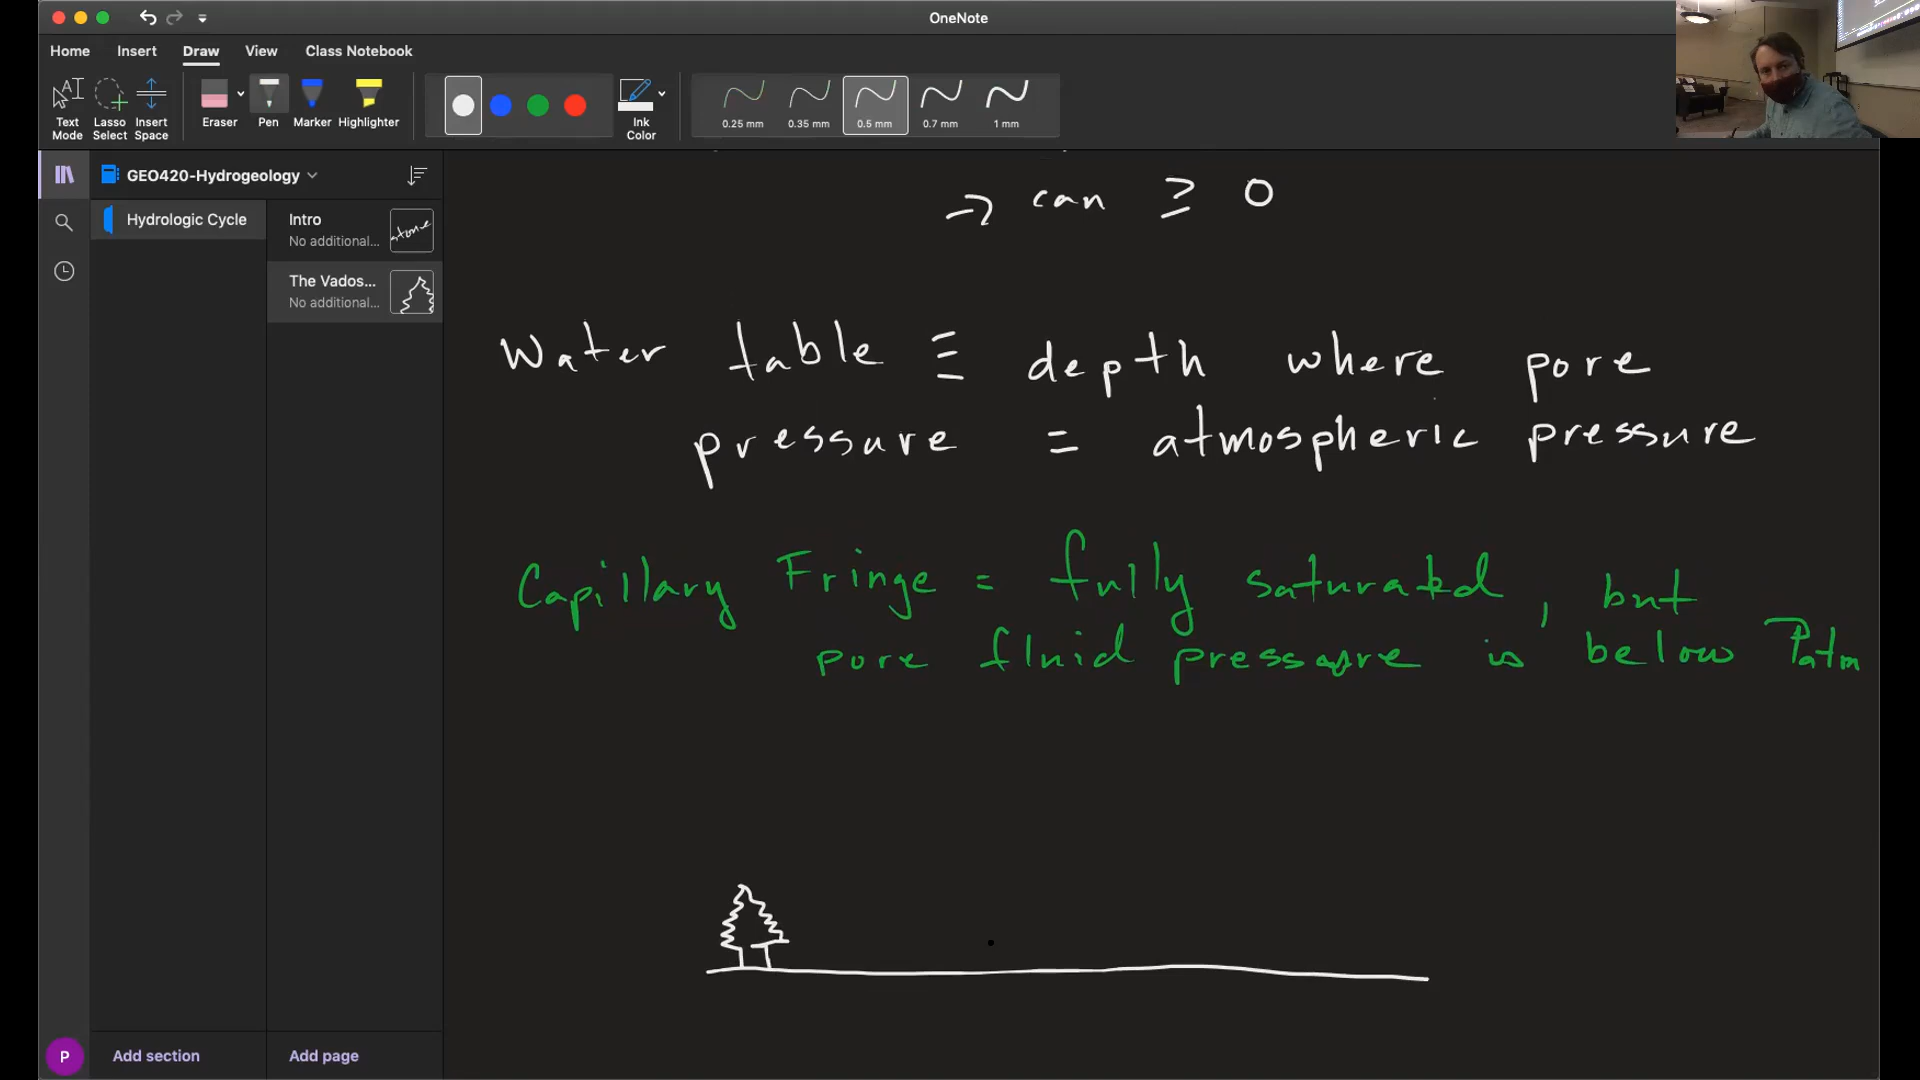 OneNote
Home Insert Draw View Class Notebook
Text Mode
Lasso Select
Insert Space
Eraser
Pen
Marker
Highlighter
Ink Color
0.25 mm
0.35 mm
0.5 mm
0.7 mm
1 mm
GEO420-Hydrogeology
Hydrologic Cycle
Intro
No additional...
atome
The Vados...
No additional...
→ can ≥ 0
Water table ≡ depth where pore
pressure = atmospheric pressure
Capillary Fringe = fully saturated, but
pore fluid pressure is below Patm
P
Add section
Add page